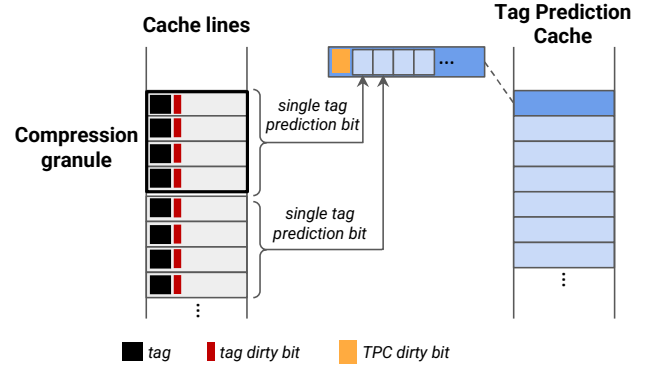 Cache lines
Tag Prediction
Cache
...
single tag
prediction bit
Compression
granule
single tag
prediction bit
...
...
tag
tag dirty bit
TPC dirty bit